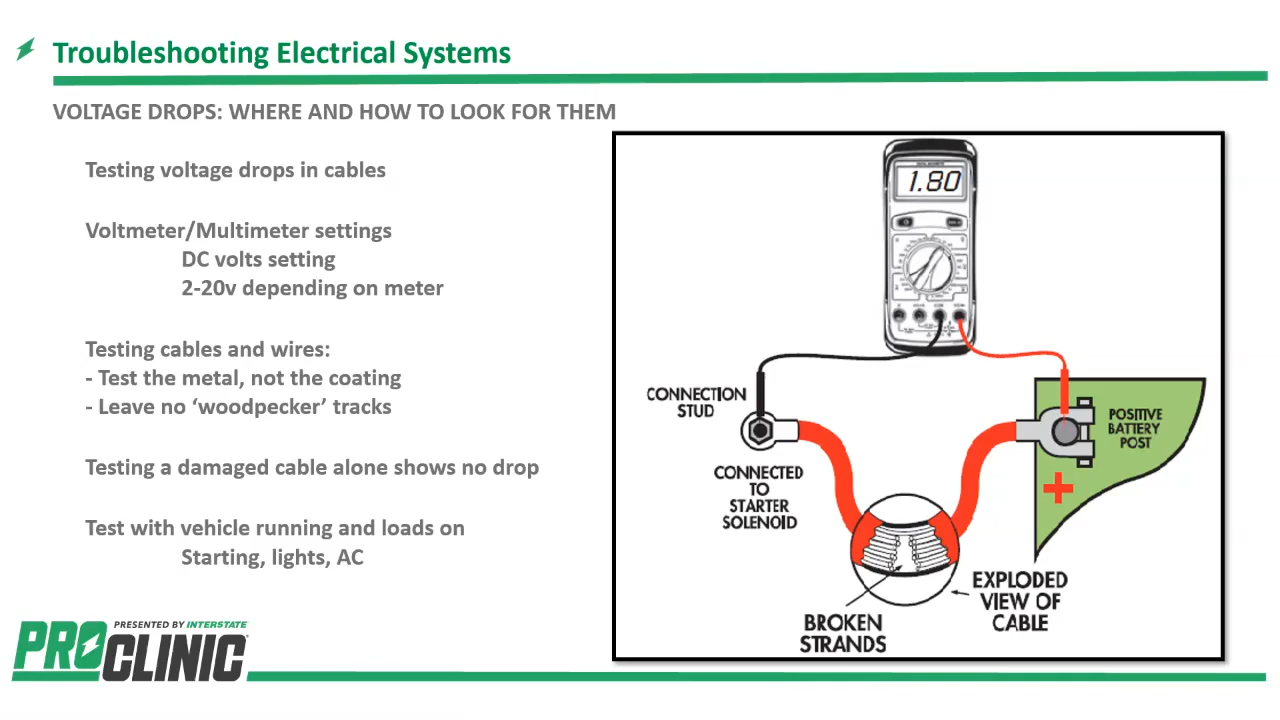 Troubleshooting Electrical Systems
VOLTAGE DROPS: WHERE AND HOW TO LOOK FOR THEM
Testing voltage drops in cables
Voltmeter/Multimeter settings
DC volts setting
2-20v depending on meter
Testing cables and wires:
- Test the metal, not the coating
- Leave no ‘woodpecker’ tracks
Testing a damaged cable alone shows no drop
Test with vehicle running and loads on
Starting, lights, AC
1.80
CONNECTION
STUD
CONNECTED
TO
STARTER
SOLENOID
POSITIVE
BATTERY
POST
+
BROKEN
STRANDS
EXPLODED
VIEW OF
CABLE
PRESENTED BY INTERSTATE
PROCLINIC